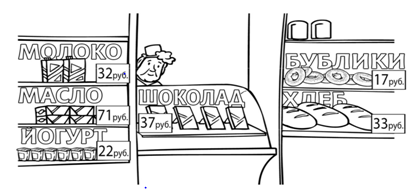 МОЛОКО
32руб.
МАСЛО
71руб.
ЙОГУРТ
22руб.
ШОКОЛАД
37руб.
БУБЛИКИ
17руб.
ХЛЕБ
33руб.